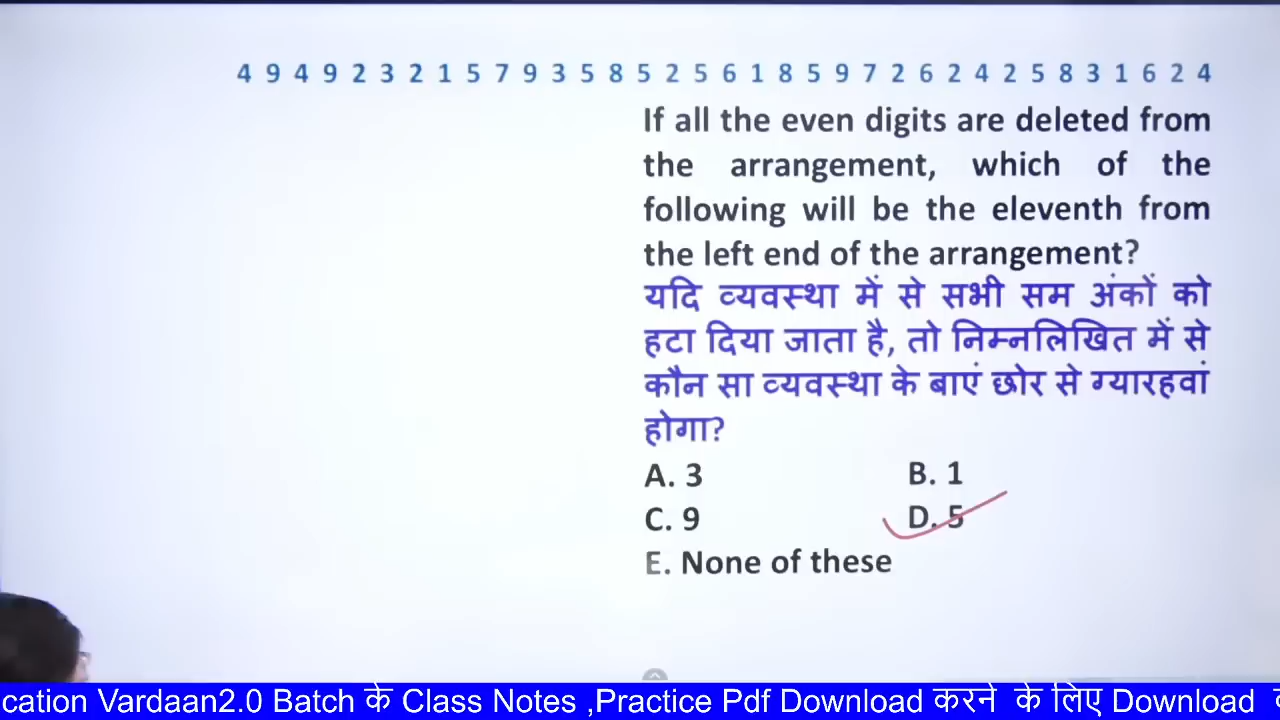 4 9 4 9 2 3 2 1 5 7 9 3 5 8 5 2 5 6 1 8 5 9 7 2 6 2 4 2 5 8 3 1 6 2 4
If all the even digits are deleted from
the arrangement, which of the
following will be the eleventh from
the left end of the arrangement?
यदि व्यवस्था में से सभी सम अंकों को
हटा दिया जाता है, तो निम्नलिखित में से
कौन सा व्यवस्था के बाएं छोर से ग्यारहवां
होगा?
A. 3 B. 1
C. 9 D. 5
E. None of these
cation Vardaan2.0 Batch के Class Notes ,Practice Pdf Download करने के लिए Download